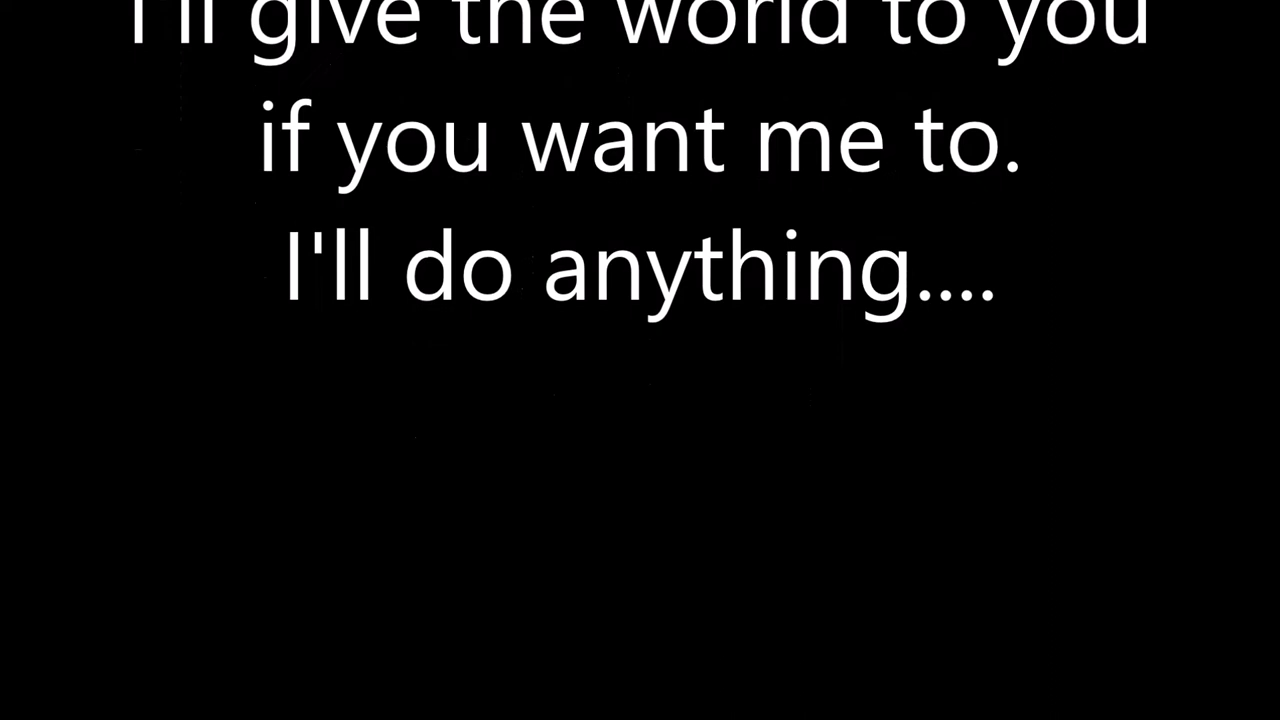 I'll give the world to you
if you want me to.
I'll do anything....